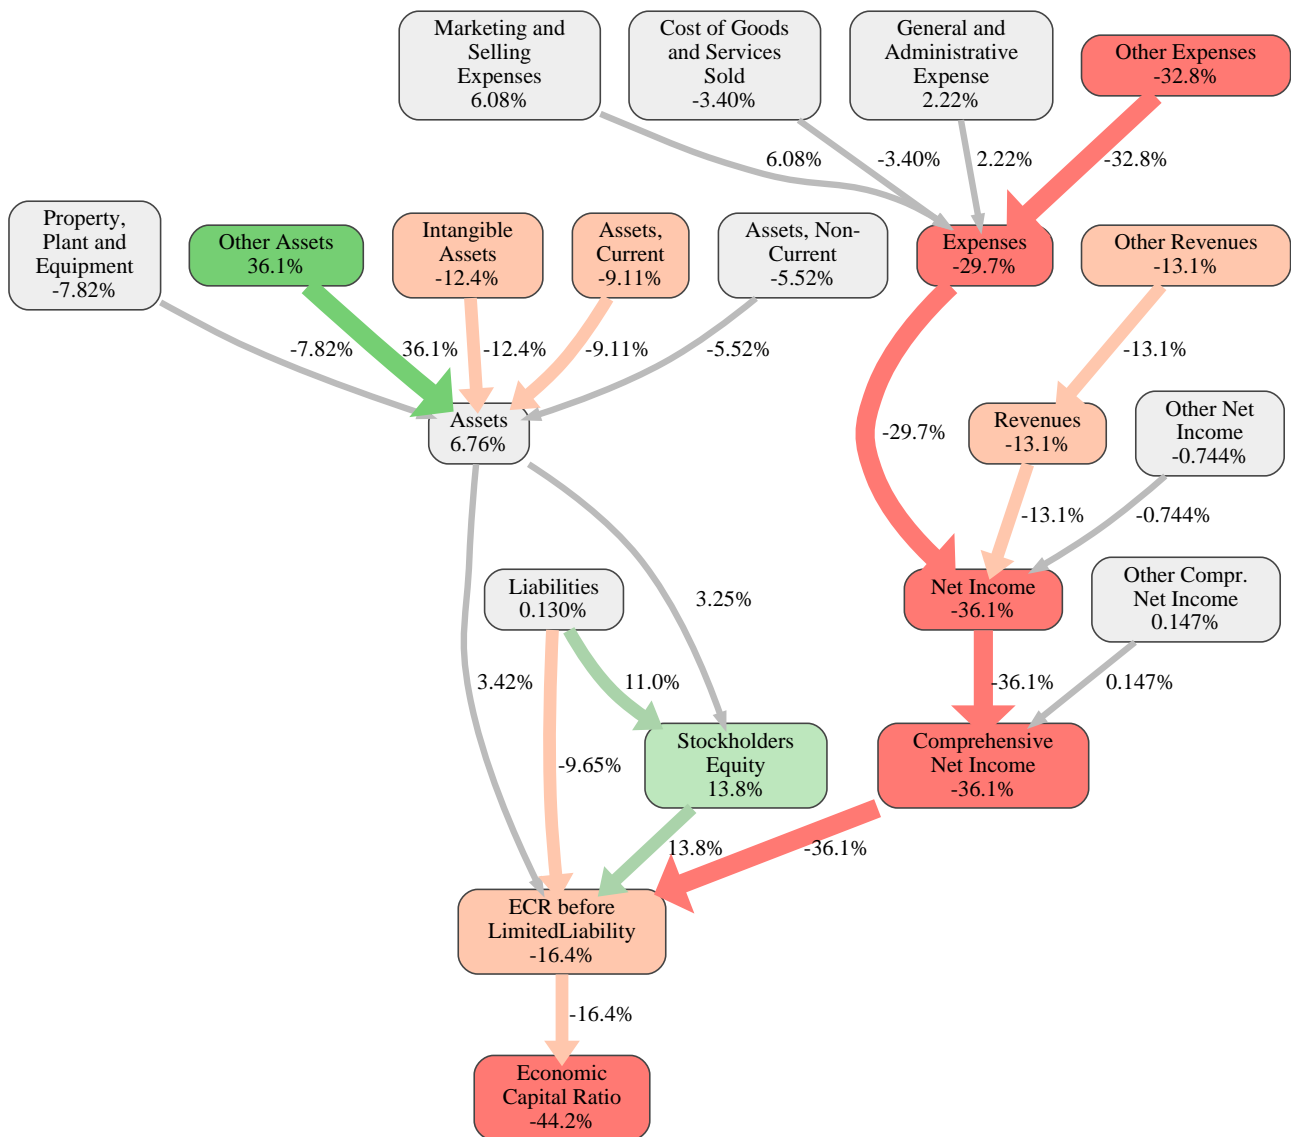 Marketing and
Selling
Expenses
6.08%
Cost of Goods
and Services
Sold
-3.40%
General and
Administrative
Expense
2.22%
Other Expenses
-32.8%
6.08%
-3.40%
2.22%
-32.8%
Property,
Plant and
Equipment
-7.82%
Other Assets
36.1%
Intangible
Assets
-12.4%
Assets,
Current
-9.11%
Assets, Non-
Current
-5.52%
Expenses
-29.7%
Other Revenues
-13.1%
-7.82%
36.1%
-12.4%
-9.11%
-5.52%
-13.1%
Assets
6.76%
-29.7%
Revenues
-13.1%
Other Net
Income
-0.744%
-13.1%
-0.744%
Liabilities
0.130%
3.25%
Net Income
-36.1%
Other Compr.
Net Income
0.147%
3.42%
11.0%
-36.1%
0.147%
-9.65%
Stockholders
Equity
13.8%
Comprehensive
Net Income
-36.1%
13.8%
-36.1%
ECR before
LimitedLiability
-16.4%
-16.4%
Economic
Capital Ratio
-44.2%